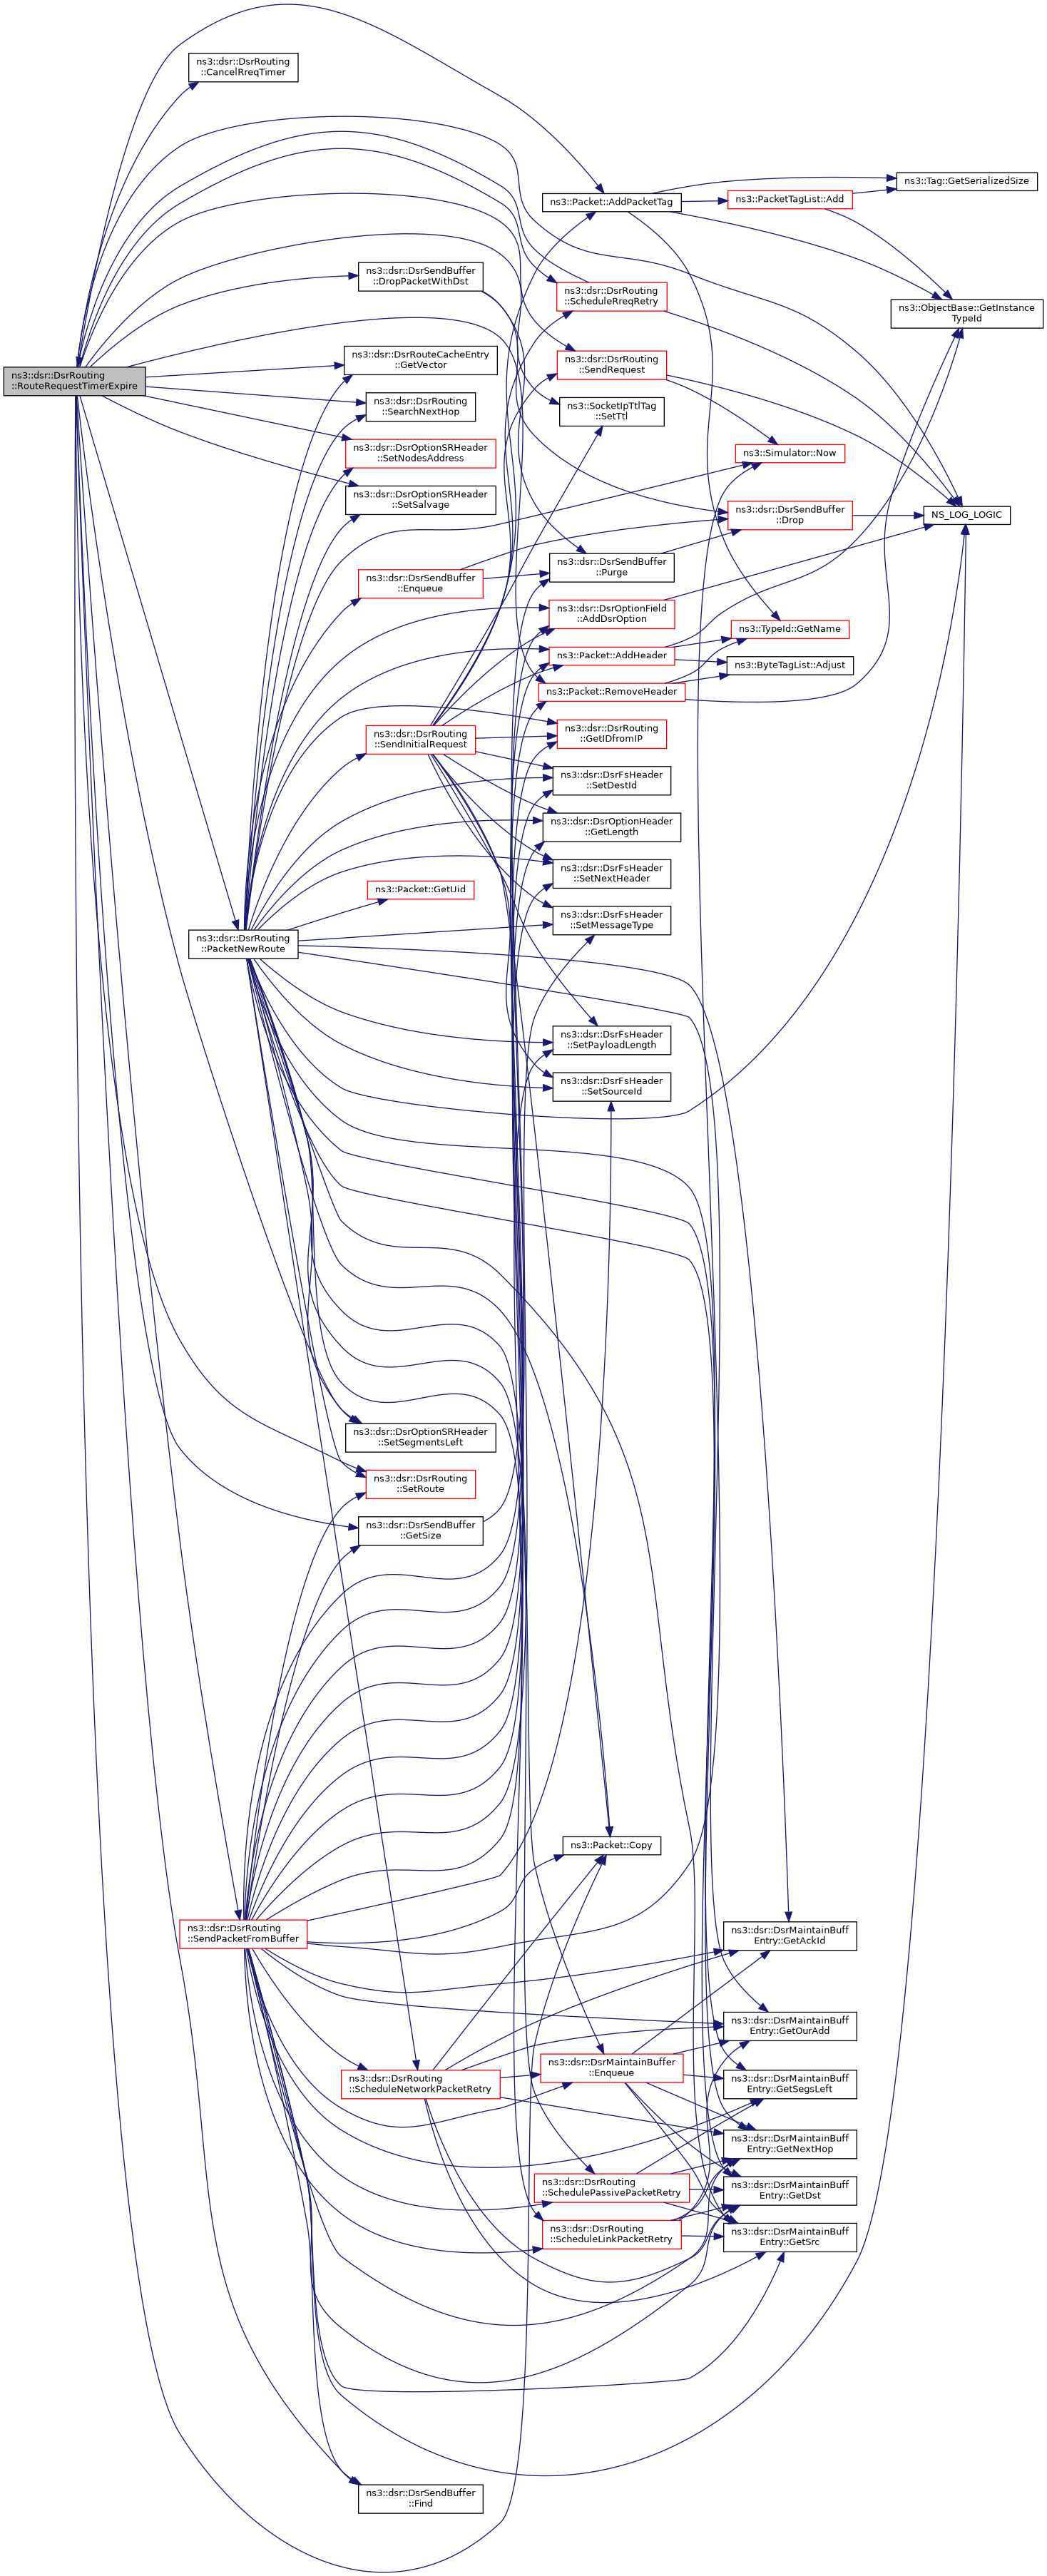 ns3::dsr::DsrRouting
::CancelRreqTimer
ns3::Packet::AddPacketTag
ns3::Tag::GetSerializedSize
ns3::PacketTagList::Add
ns3::dsr::DsrSendBuffer
::DropPacketWithDst
ns3::dsr::DsrRouting
::ScheduleRreqRetry
ns3::ObjectBase::GetInstance
TypeId
ns3::dsr::DsrRouteCacheEntry
::GetVector
ns3::dsr::DsrRouting
::SendRequest
ns3::dsr::DsrRouting
::RouteRequestTimerExpire
ns3::dsr::DsrRouting
::SearchNextHop
ns3::SocketIpTtlTag
::SetTtl
ns3::dsr::DsrOptionSRHeader
::SetNodesAddress
ns3::Simulator::Now
ns3::dsr::DsrOptionSRHeader
::SetSalvage
ns3::dsr::DsrSendBuffer
::Drop
NS_LOG_LOGIC
ns3::dsr::DsrSendBuffer
::Enqueue
ns3::dsr::DsrSendBuffer
::Purge
ns3::dsr::DsrOptionField
::AddDsrOption
ns3::TypeId::GetName
ns3::Packet::AddHeader
ns3::ByteTagList::Adjust
ns3::Packet::RemoveHeader
ns3::dsr::DsrRouting
::SendInitialRequest
ns3::dsr::DsrRouting
::GetIDfromIP
ns3::dsr::DsrFsHeader
::SetDestId
ns3::dsr::DsrOptionHeader
::GetLength
ns3::dsr::DsrFsHeader
::SetNextHeader
ns3::Packet::GetUid
ns3::dsr::DsrFsHeader
::SetMessageType
ns3::dsr::DsrRouting
::PacketNewRoute
ns3::dsr::DsrFsHeader
::SetPayloadLength
ns3::dsr::DsrFsHeader
::SetSourceId
ns3::dsr::DsrOptionSRHeader
::SetSegmentsLeft
ns3::dsr::DsrRouting
::SetRoute
ns3::dsr::DsrSendBuffer
::GetSize
ns3::Packet::Copy
ns3::dsr::DsrRouting
::SendPacketFromBuffer
ns3::dsr::DsrMaintainBuff
Entry::GetAckId
ns3::dsr::DsrMaintainBuff
Entry::GetOurAdd
ns3::dsr::DsrRouting
::ScheduleNetworkPacketRetry
ns3::dsr::DsrMaintainBuffer
::Enqueue
ns3::dsr::DsrMaintainBuff
Entry::GetSegsLeft
ns3::dsr::DsrMaintainBuff
Entry::GetNextHop
ns3::dsr::DsrRouting
::SchedulePassivePacketRetry
ns3::dsr::DsrMaintainBuff
Entry::GetDst
ns3::dsr::DsrRouting
::ScheduleLinkPacketRetry
ns3::dsr::DsrMaintainBuff
Entry::GetSrc
ns3::dsr::DsrSendBuffer
::Find